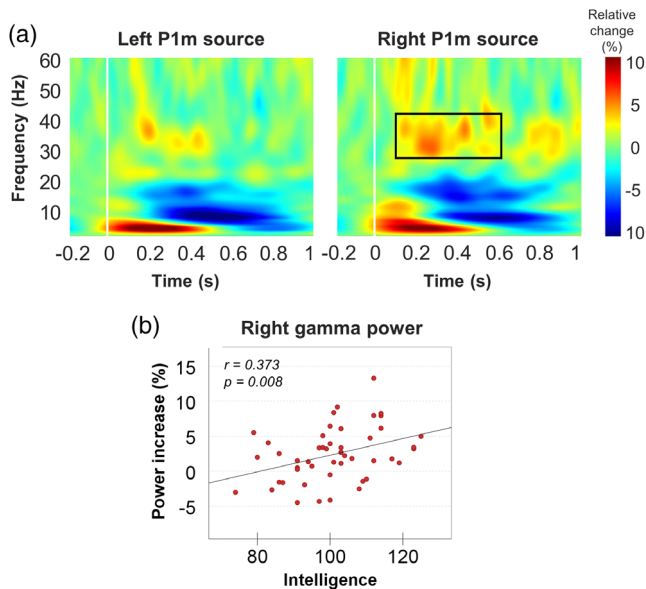 (a)
Left P1m source
Right P1m source
Relative
change
(%)
Frequency (Hz)
60
50
40
30
20
10
-0.2 0 0.2 0.4 0.6 0.8 1
Time (s)
-0.2 0 0.2 0.4 0.6 0.8 1
Time (s)
10
5
0
-5
10
(b)
Right gamma power
r = 0.373
p = 0.008
Power increase (%)
15
10
5
0
-5
80 100 120
Intelligence